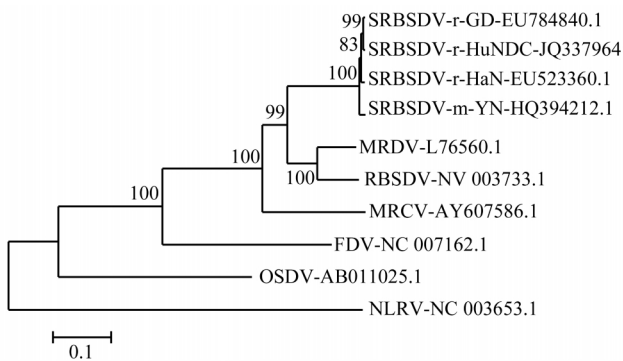 99 SRBSDV-r-GD-EU784840.1
83 SRBSDV-r-HuNDC-JQ337964
100 SRBSDV-r-HaN-EU523360.1
SRBSDV-m-YN-HQ394212.1
99
MRDV-L76560.1
100
100 RBSDV-NV 003733.1
100
MRCV-AY607586.1
FDV-NC 007162.1
OSDV-AB011025.1
NLRV-NC 003653.1
0.1